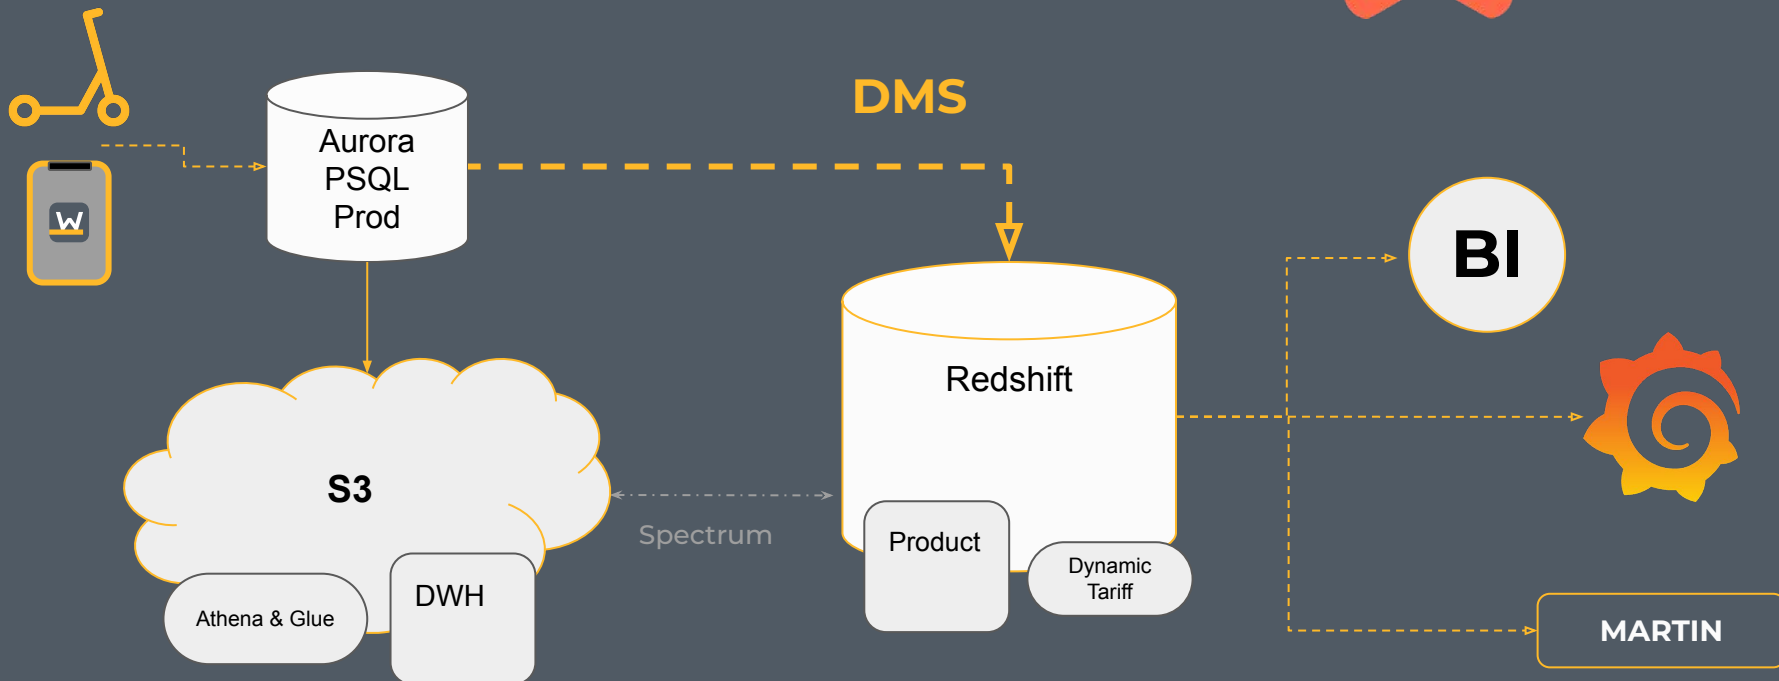 DMS
Aurora
PSQL
Prod
W
BI
Redshift
S3
Spectrum
Product
Dynamic
Tariff
DWH
Athena & Glue
MARTIN